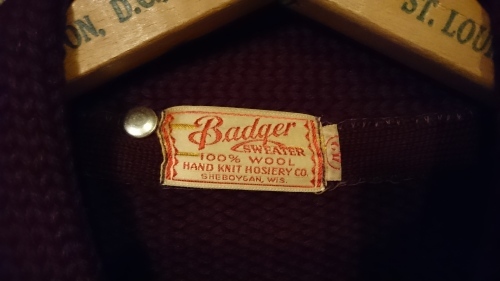 ON, D.C.
ST. LOU
Badger
SWEATER
100% WOOL
HAND KNIT HOSIERY CO.
SHEBOYGAN, WIS.